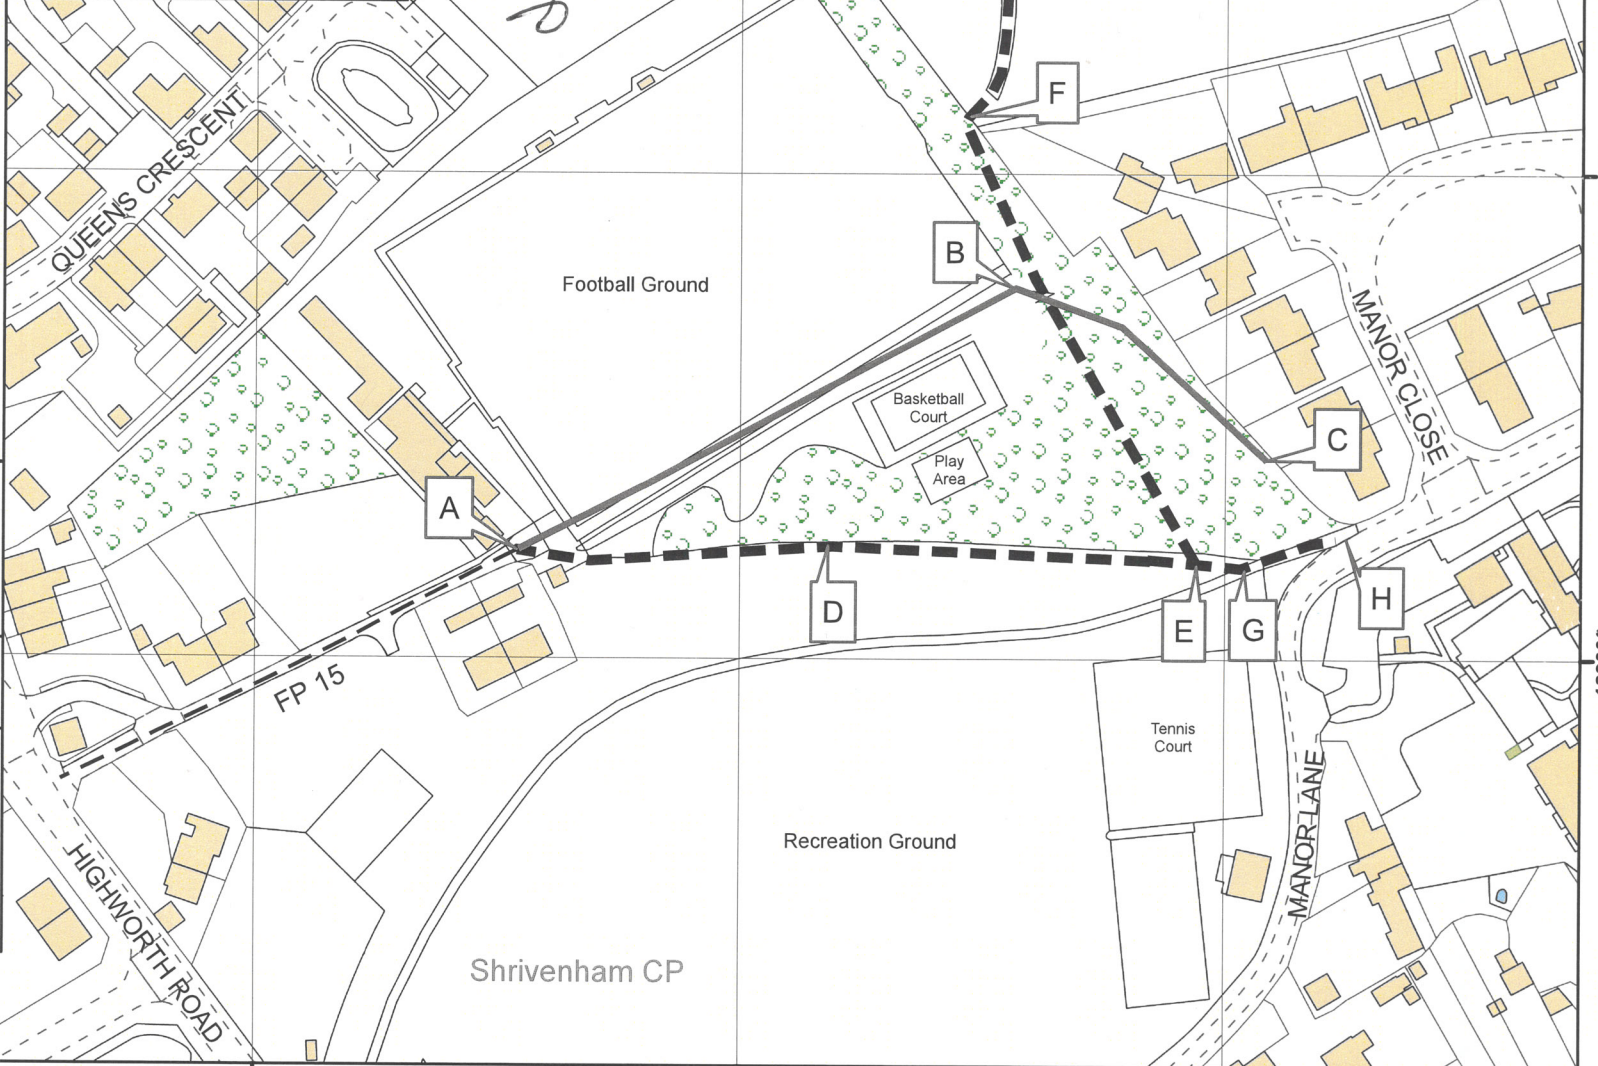 F
QUEENS CRESCENT
B
Football Ground
MANOR CLOSE
Basketball
Court
C
Play
Area
A
D
E
G
H
FP 15
Tennis
Court
MANOR LANE
Recreation Ground
HIGHWORTH ROAD
Shrivenham CP